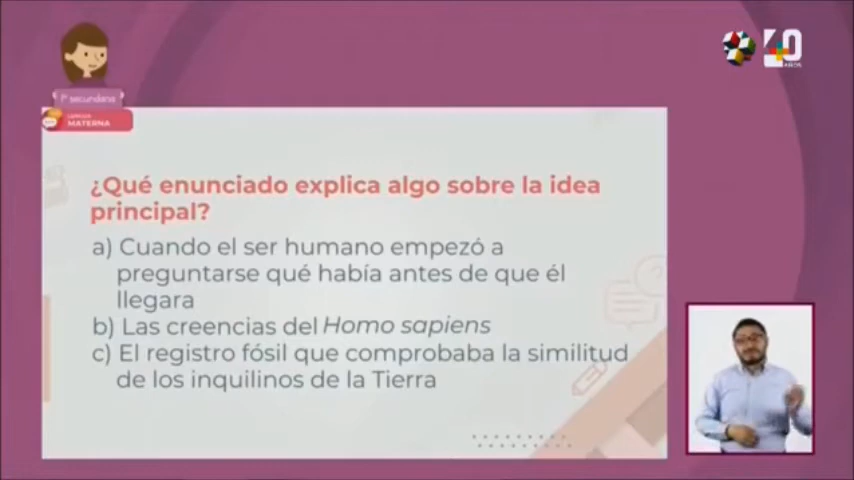 40
AÑOS
1° secundaria
LENGUA
MATERNA
¿Qué enunciado explica algo sobre la idea
principal?
a) Cuando el ser humano empezó a
preguntarse qué había antes de que él
llegara
b) Las creencias del Homo sapiens
c) El registro fósil que comprobaba la similitud
de los inquilinos de la Tierra